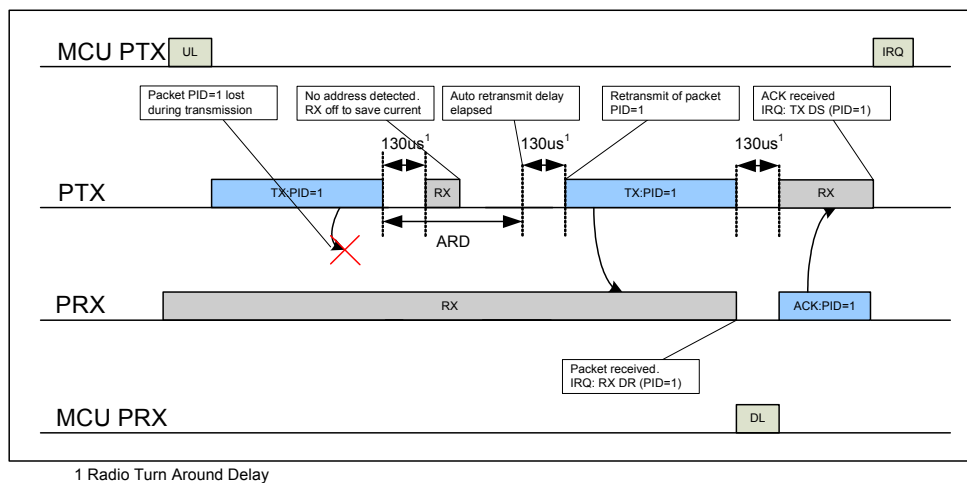 MCU PTX
UL
IRQ
Packet PID=1 lost
during transmission
No address detected.
RX off to save current
Auto retransmit delay
elapsed
Retransmit of packet
PID=1
ACK received
IRQ: TX DS (PID=1)
130us1
130us1
130us1
PTX
TX:PID=1
RX
TX:PID=1
RX
ARD
PRX
RX
ACK:PID=1
Packet received.
IRQ: RX DR (PID=1)
MCU PRX
DL
1 Radio Turn Around Delay